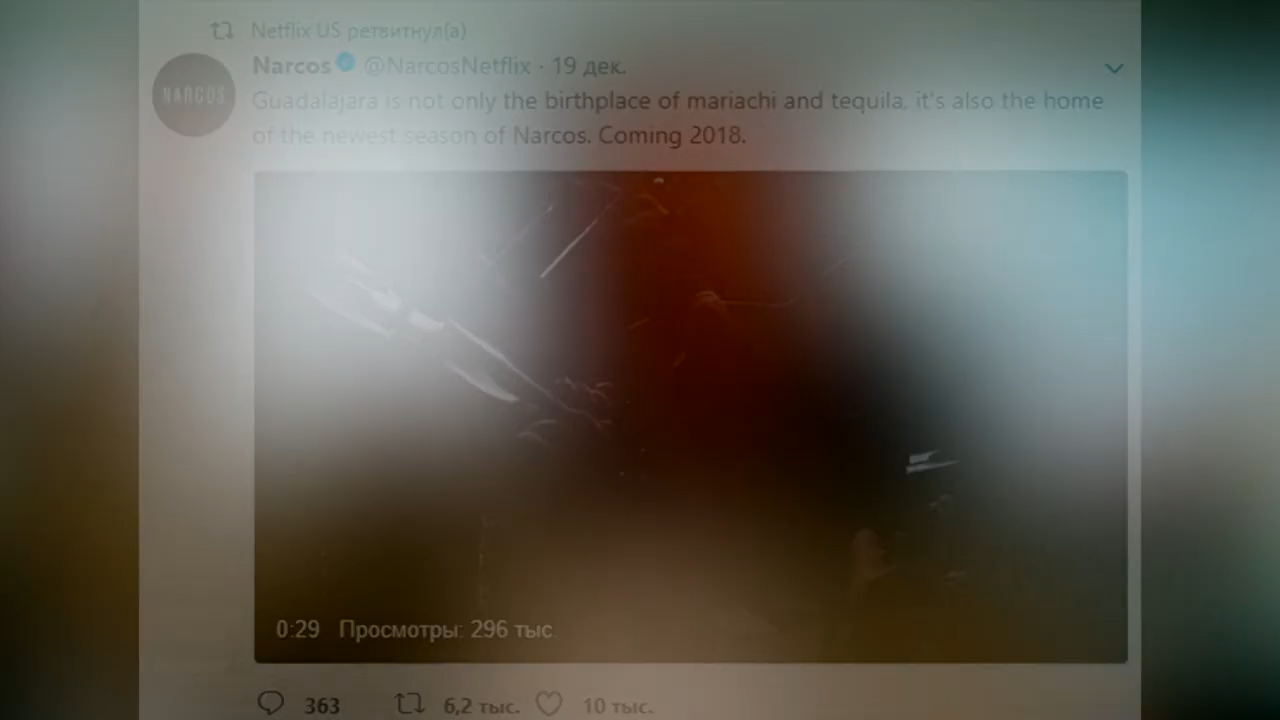 Netflix US ретвитнул(а)
Narcos @NarcosNetflix · 19 дек.
NARCOS
Guadalajara is not only the birthplace of mariachi and tequila, it's also the home
of the newest season of Narcos. Coming 2018.
0:29 Просмотры: 296 тыс.
363 6,2 тыс. 10 тыс.